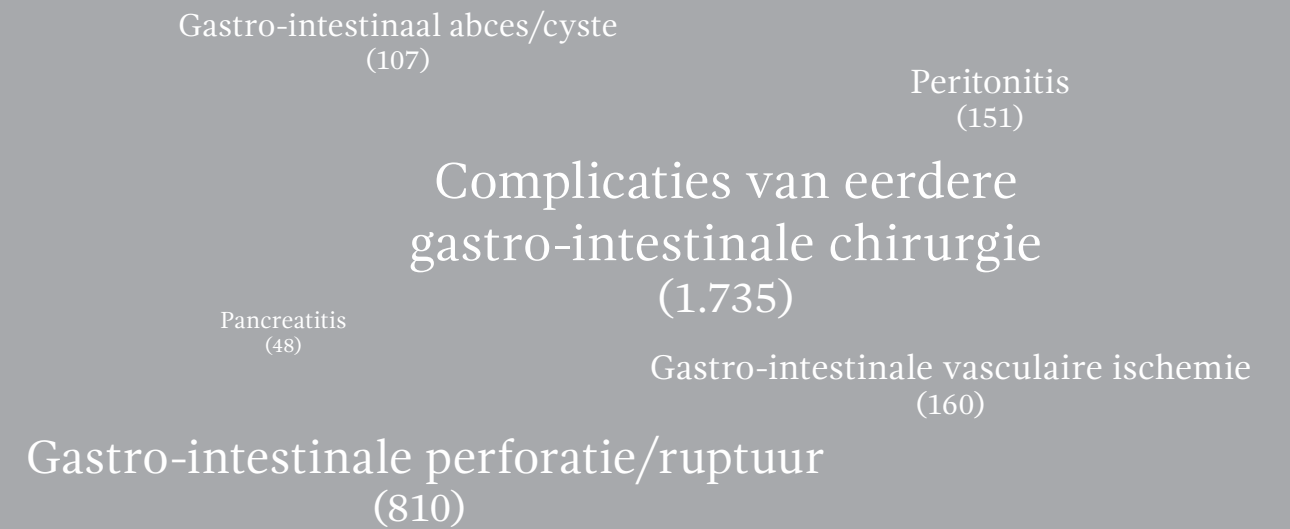 Gastro-intestinaal abces/cyste
(107)
Peritonitis
(151)
Complicaties van eerdere
gastro-intestinale chirurgie
(1.735)
Pancreatitis
(48)
Gastro-intestinale vasculaire ischemie
(160)
Gastro-intestinale perforatie/ruptuur
(810)